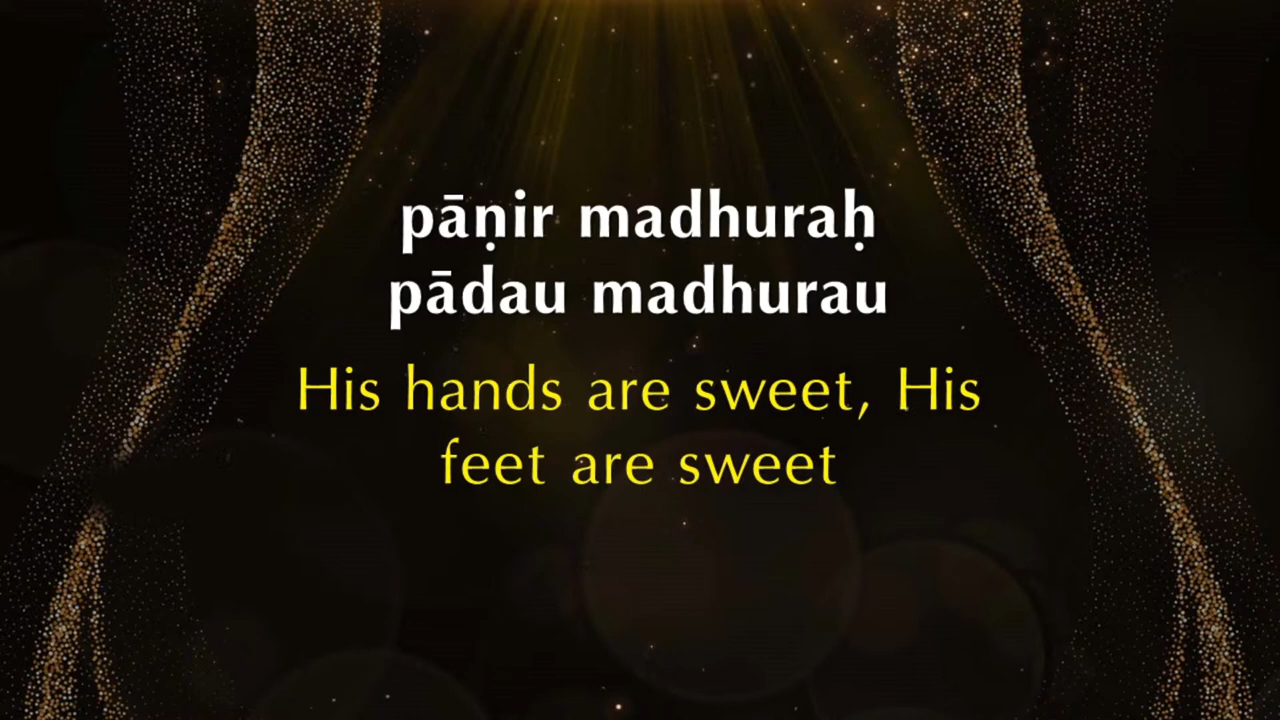 pāṇir madhuraḥ
pādau madhurau
His hands are sweet, His
feet are sweet